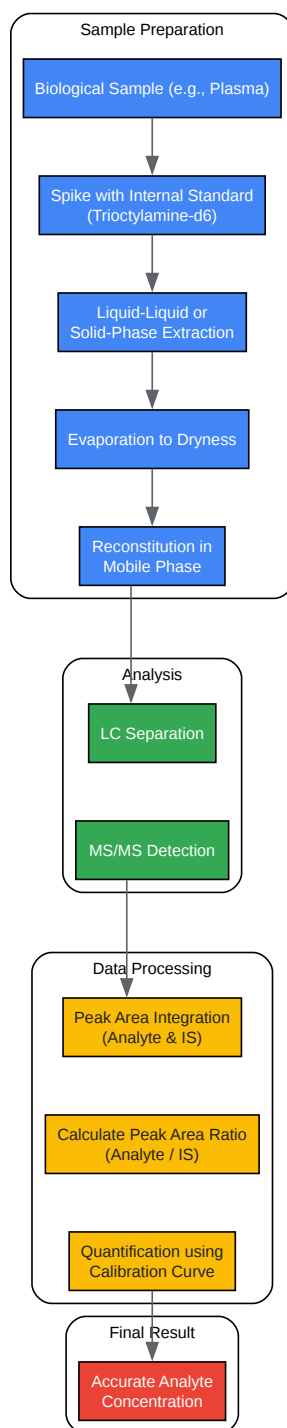 Sample Preparation
Biological Sample (e.g., Plasma)
Spike with Internal Standard
(Trioctylamine-d6)
Liquid-Liquid or
Solid-Phase Extraction
Evaporation to Dryness
Reconstitution in
Mobile Phase
Analysis
LC Separation
MS/MS Detection
Data Processing
Peak Area Integration
(Analyte & IS)
Calculate Peak Area Ratio
(Analyte / IS)
Quantification using
Calibration Curve
Final Result
Accurate Analyte
Concentration